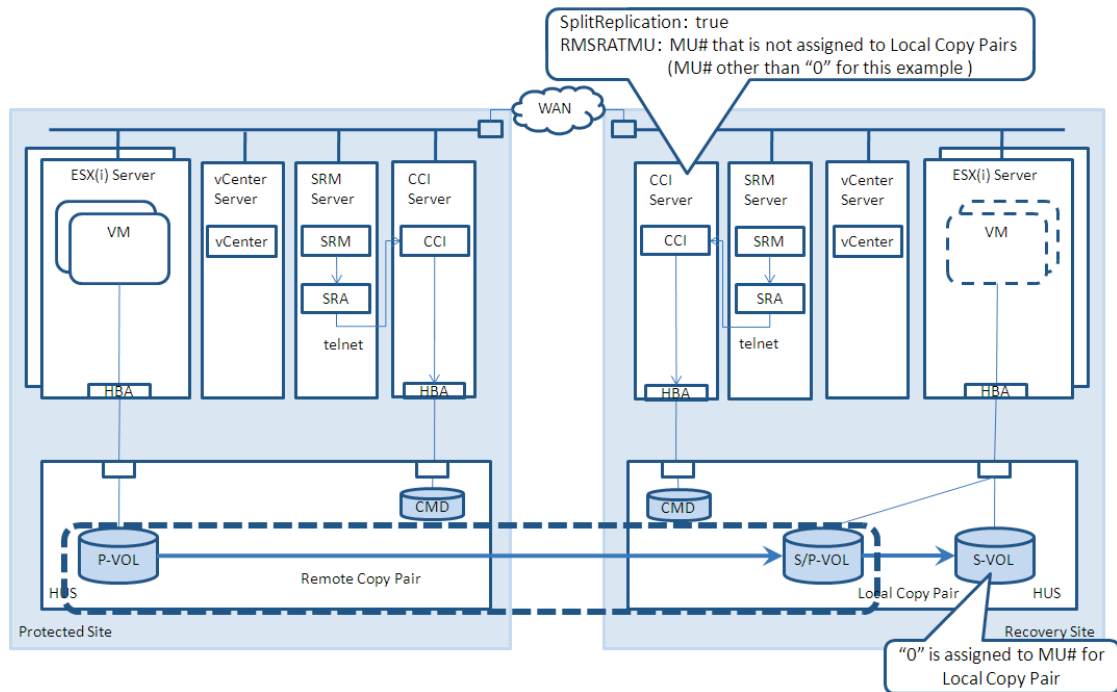 SplitReplication: true
RMSRATMU: MU# that is not assigned to Local Copy Pairs
(MU# other than “0” for this example )
WAN
ESX(i) Server
VM
HBA
vCenter
Server
vCenter
SRM
Server
SRM
SRA
telnet
CCI
Server
CCI
HBA
CCI
Server
CCI
HBA
SRM
Server
SRM
SRA
telnet
vCenter
Server
vCenter
ESX(i) Server
VM
HBA
CMD
CMD
P-VOL
Remote Copy Pair
S/P-VOL
S-VOL
HUS
Local Copy Pair
HUS
Protected Site
Recovery Site
“0” is assigned to MU# for
Local Copy Pair